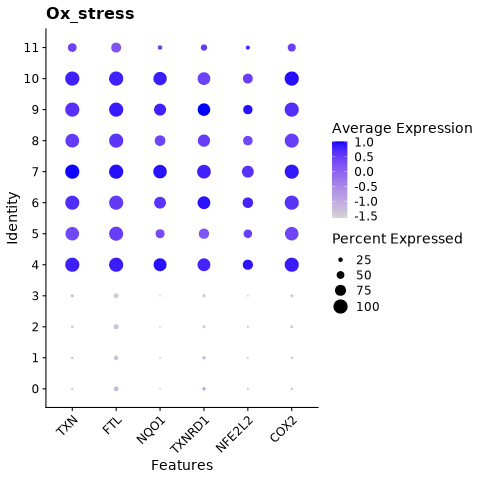 Ox_stress
11
10
9
8
7
6
5
4
3
2
1
0
Identity
TXN
FTL
NQO1
TXNRD1
NFE2L2
COX2
Features
Average Expression
1.0
0.5
0.0
-0.5
-1.0
-1.5
Percent Expressed
25
50
75
100